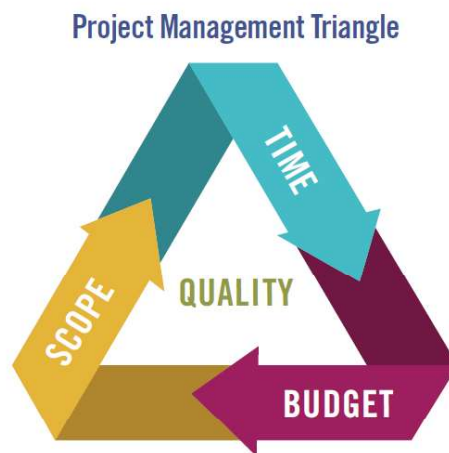 Project Management Triangle
TIME
QUALITY
SCOPE
BUDGET